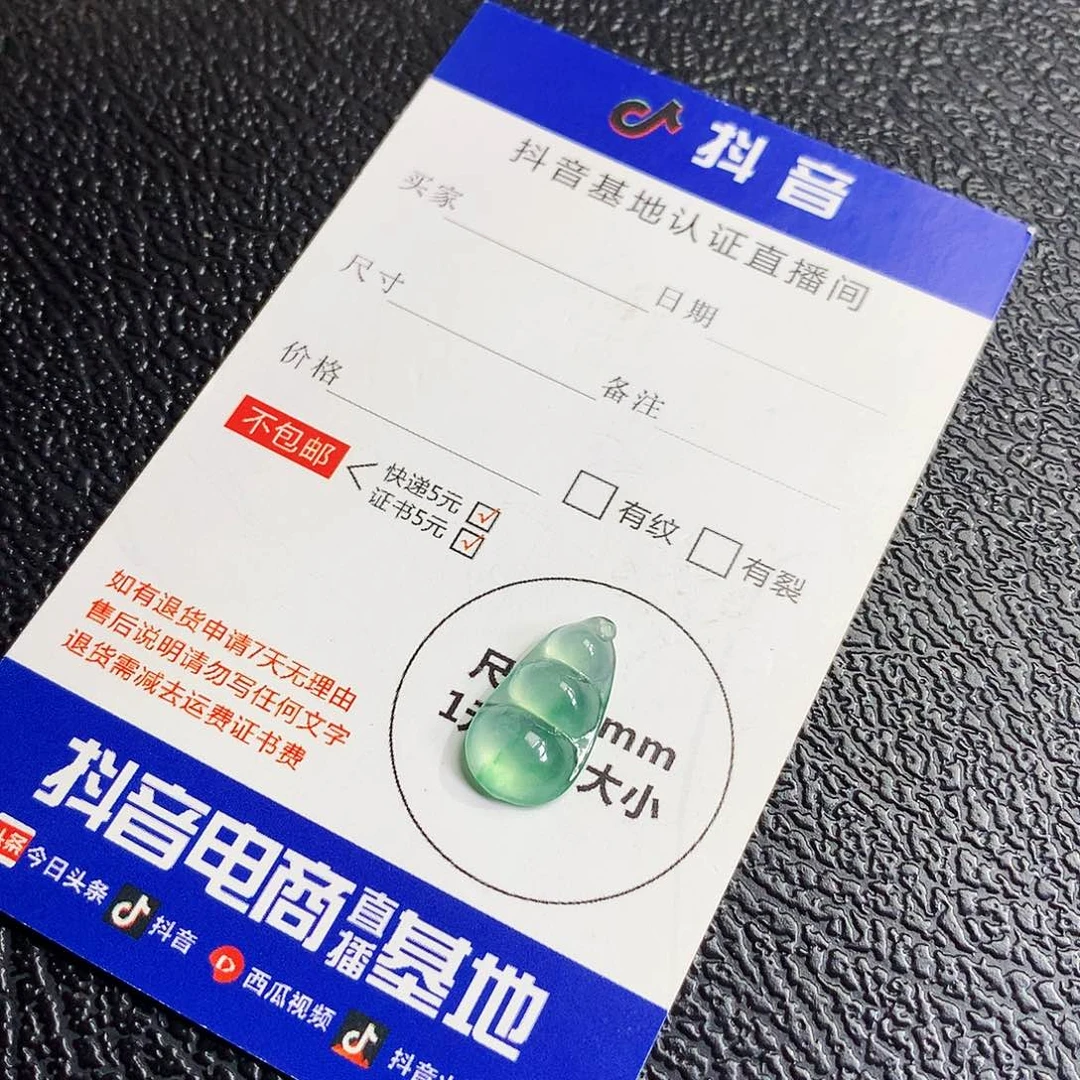 抖音
抖音基地认证直播间
买家 日期
尺寸 备注
价格
不包邮
快递5元
证书5元
有纹 有裂
如有退货申请7天无理由
售后说明请勿写任何文字
退货需减去运费证书费
尺 mm
1 大小
抖音电商直播基地
今日头条 抖音 西瓜视频 抖音